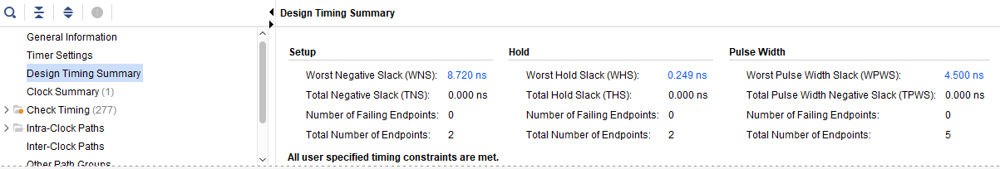 Design Timing Summary
General Information
Timer Settings
Design Timing Summary
Clock Summary (1)
Check Timing (277)
Intra-Clock Paths
Inter-Clock Paths
Other Path Groups
Setup Hold Pulse Width
Worst Negative Slack (WNS): 8.720 ns Worst Hold Slack (WHS): 0.249 ns Worst Pulse Width Slack (WPWS): 4.500 ns
Total Negative Slack (TNS): 0.000 ns Total Hold Slack (THS): 0.000 ns Total Pulse Width Negative Slack (TPWS): 0.000 ns
Number of Failing Endpoints: 0 Number of Failing Endpoints: 0 Number of Failing Endpoints: 0
Total Number of Endpoints: 2 Total Number of Endpoints: 2 Total Number of Endpoints: 5
All user specified timing constraints are met.